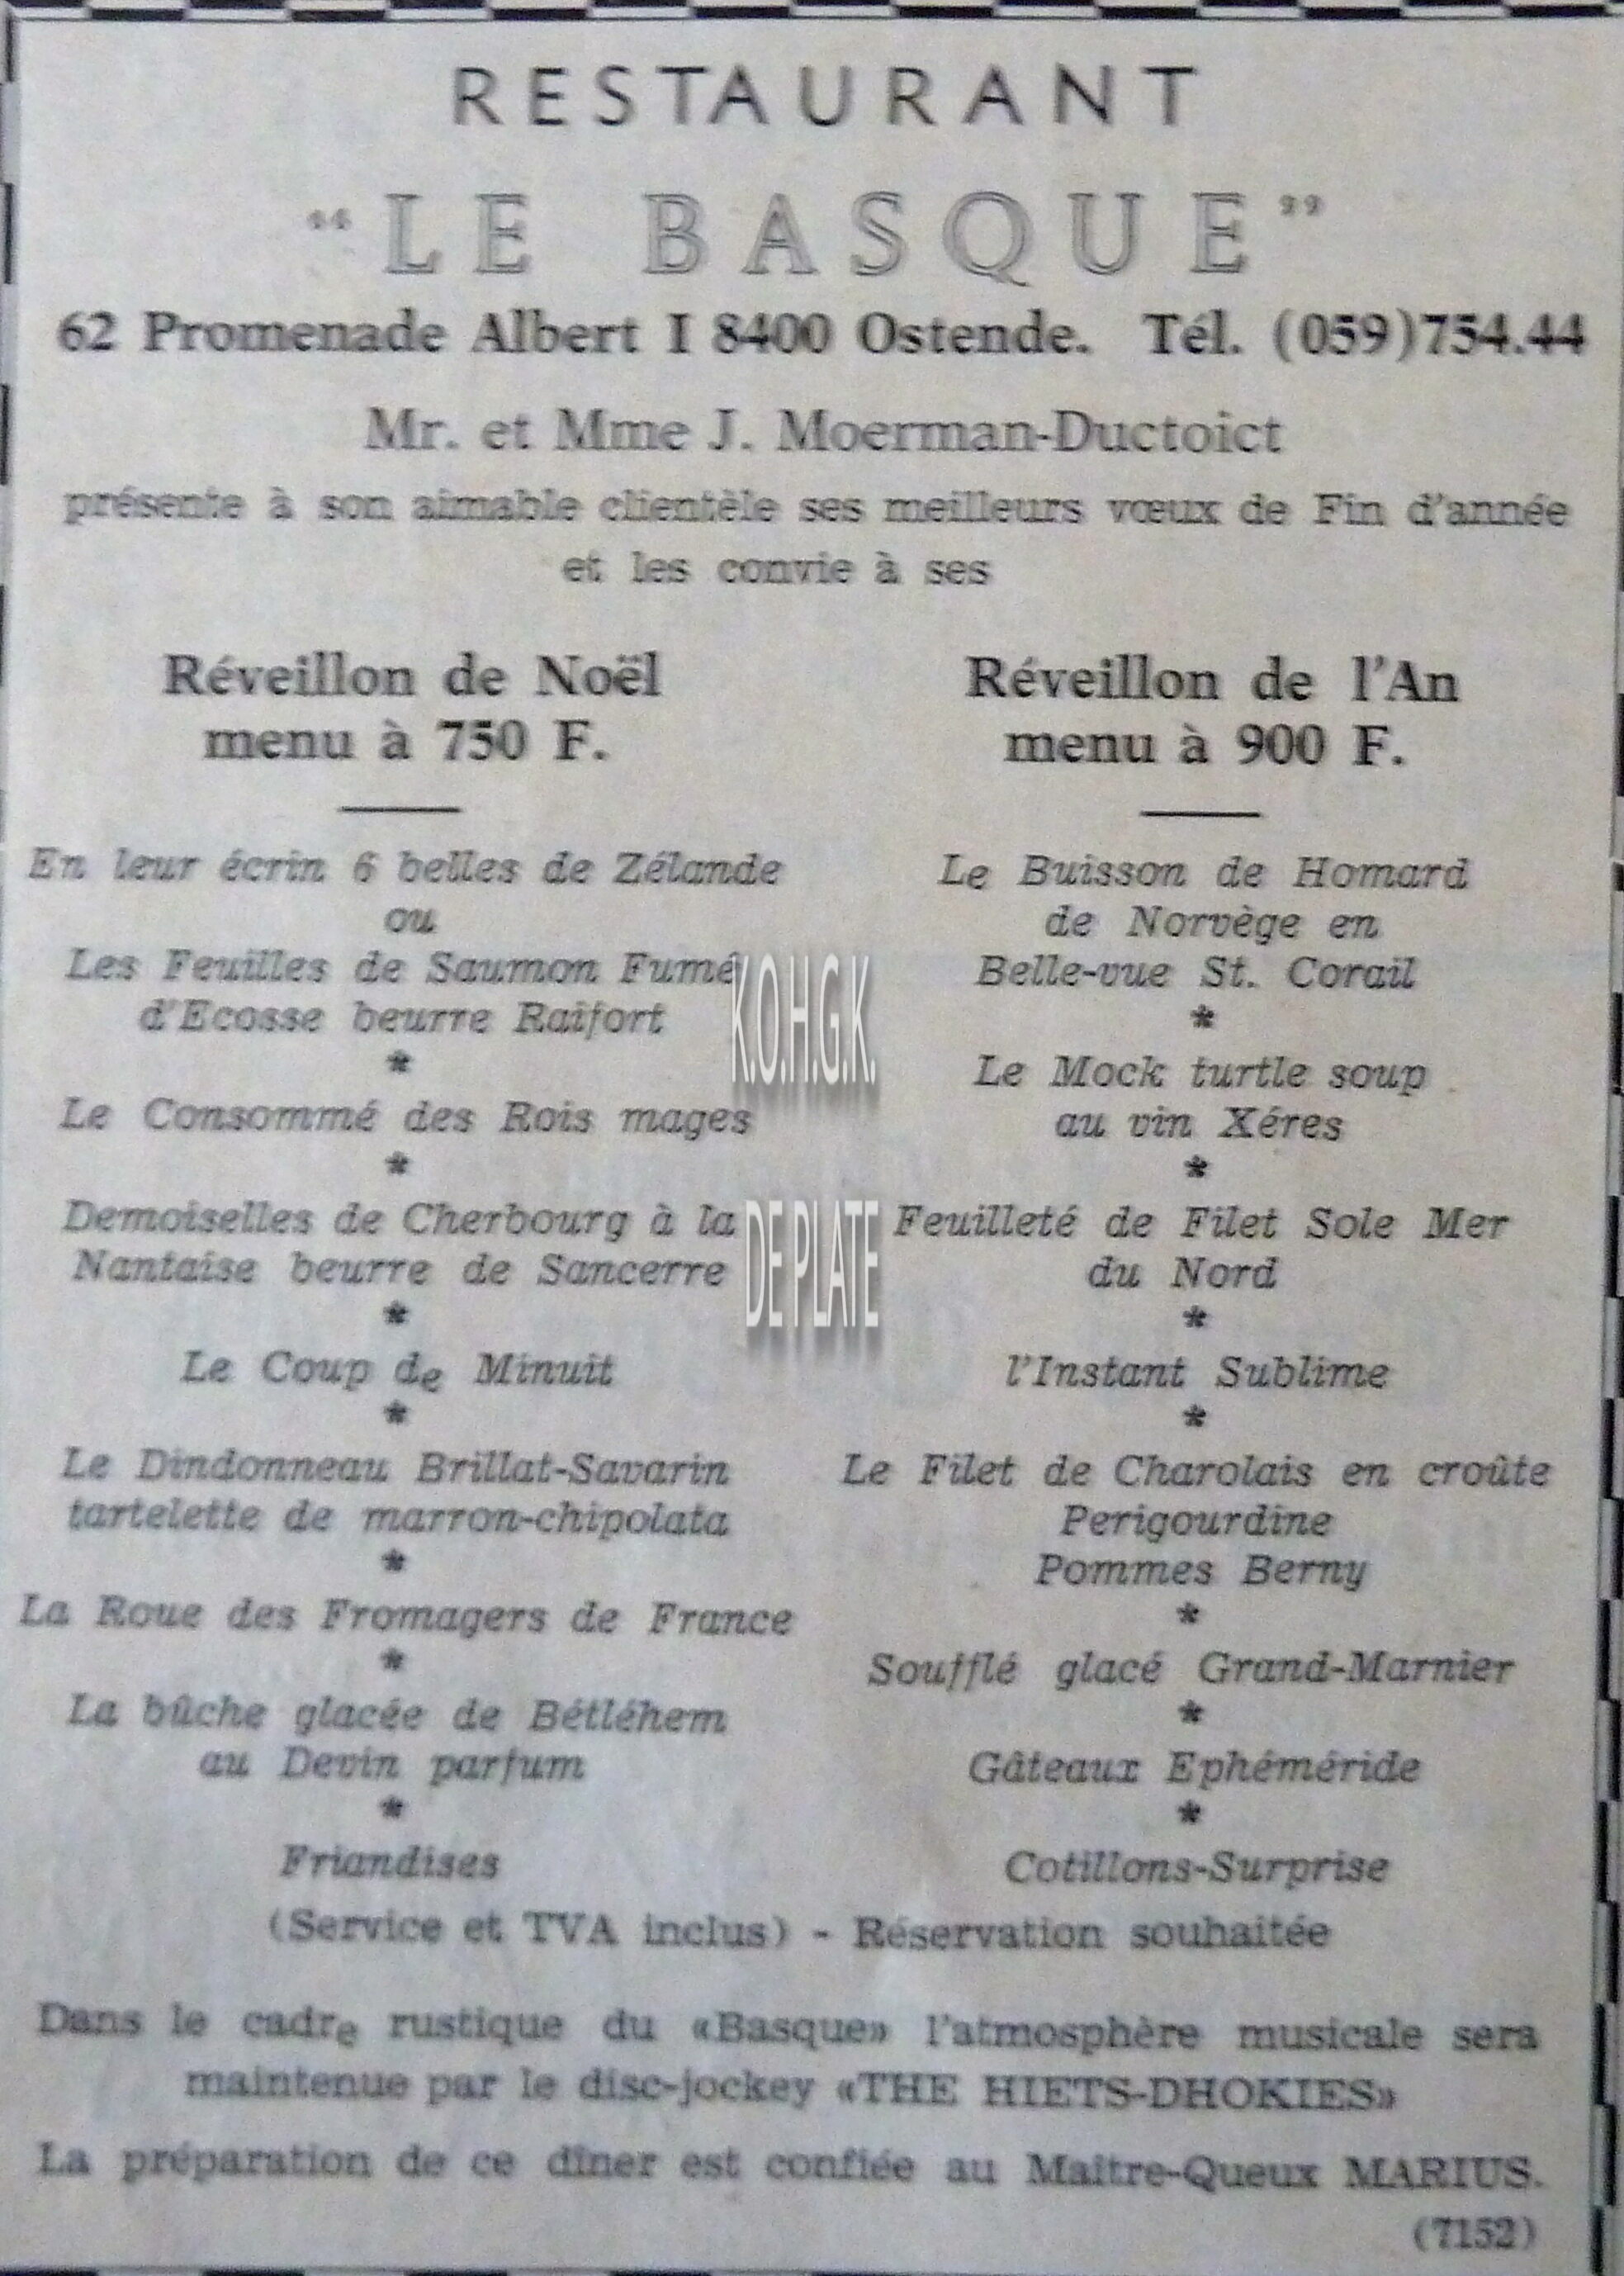 RESTAURANT
"LE BASQUE"
62 Promenade Albert I 8400 Ostende. Tél. (059)754.44
Mr. et Mme J. Moerman-Ductoict
présente à son aimable clientèle ses meilleurs vœux de Fin d'année
et les convie à ses
Réveillon de Noël
menu à 750 F.
En leur écrin 6 belles de Zélande
ou
Les Feuilles de Saumon Fumé
d'Ecosse beurre Raifort
*
Le Consommé des Rois mages
*
Demoiselles de Cherbourg à la
Nantaise beurre de Sancerre
*
Le Coup de Minuit
*
Le Dindonneau Brillat-Savarin
tartelette de marron-chipolata
*
La Roue des Fromagers de France
*
La bûche glacée de Bétléhem
au Devin parfum
*
Friandises
Réveillon de l'An
menu à 900 F.
Le Buisson de Homard
de Norvège en
Belle-vue St. Corail
*
Le Mock turtle soup
au vin Xéres
*
Feuilleté de Filet Sole Mer
du Nord
*
l'Instant Sublime
*
Le Filet de Charolais en croûte
Perigourdine
Pommes Berny
*
Soufflé glacé Grand-Marnier
*
Gâteaux Ephéméride
*
Cotillons-Surprise
K.O.H.G.K.
DE PLATE
(Service et TVA inclus) - Réservation souhaitée
Dans le cadre rustique du «Basque» l'atmosphère musicale sera
maintenue par le disc-jockey «THE HIETS-DHOKIES»
La préparation de ce dîner est confiée au Maître-Queux MARIUS.
(7152)